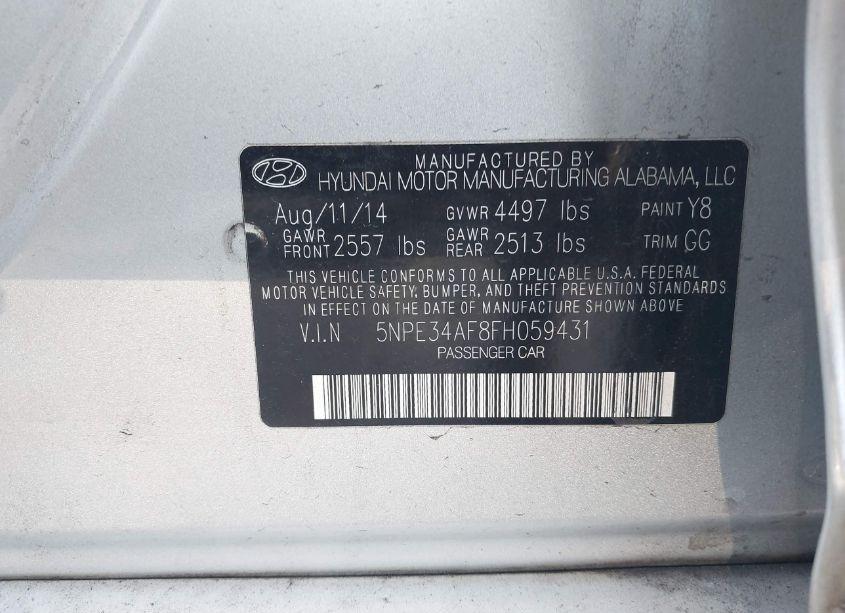 MANUFACTURED BY
HYUNDAI MOTOR MANUFACTURING ALABAMA, LLC
Aug/11/14 GVWR 4497 lbs PAINT Y8
GAWR FRONT 2557 lbs GAWR REAR 2513 lbs TRIM GG
THIS VEHICLE CONFORMS TO ALL APPLICABLE U.S.A. FEDERAL
MOTOR VEHICLE SAFETY, BUMPER, AND THEFT PREVENTION STANDARDS
IN EFFECT ON THE DATE OF MANUFACTURE SHOWN ABOVE
V.I.N 5NPE34AF8FH059431
PASSENGER CAR